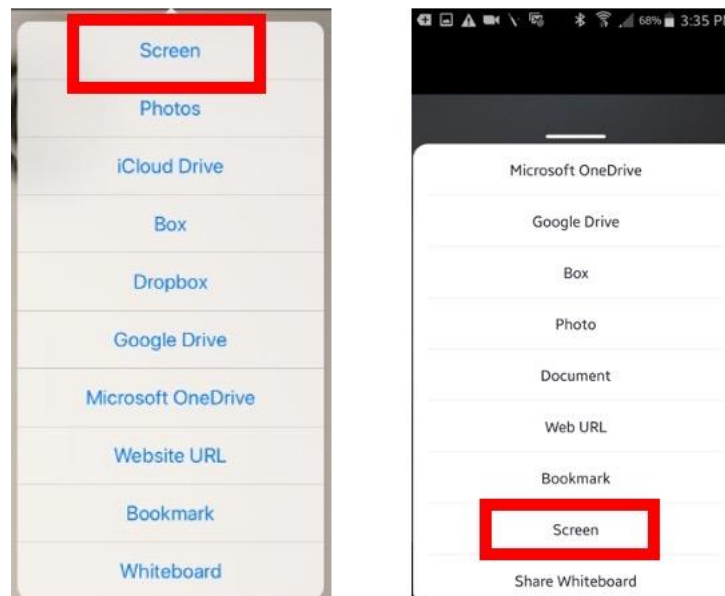 Screen
Photos
iCloud Drive
Box
Dropbox
Google Drive
Microsoft OneDrive
Website URL
Bookmark
Whiteboard
68% 3:35 P
Microsoft OneDrive
Google Drive
Box
Photo
Document
Web URL
Bookmark
Screen
Share Whiteboard